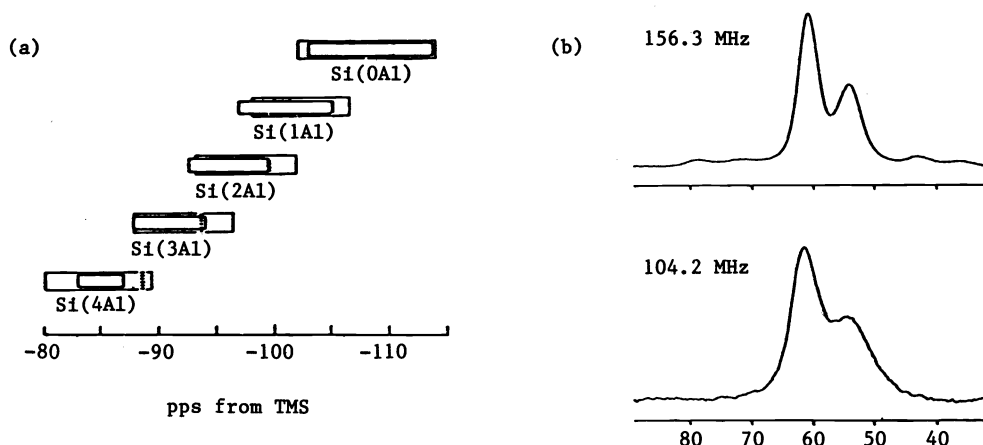 (a)
Si(0Al)
Si(1Al)
Si(2Al)
Si(3Al)
Si(4Al)
-80 -90 -100 -110
pps from TMS
(b)
156.3 MHz
104.2 MHz
80 70 60 50 40